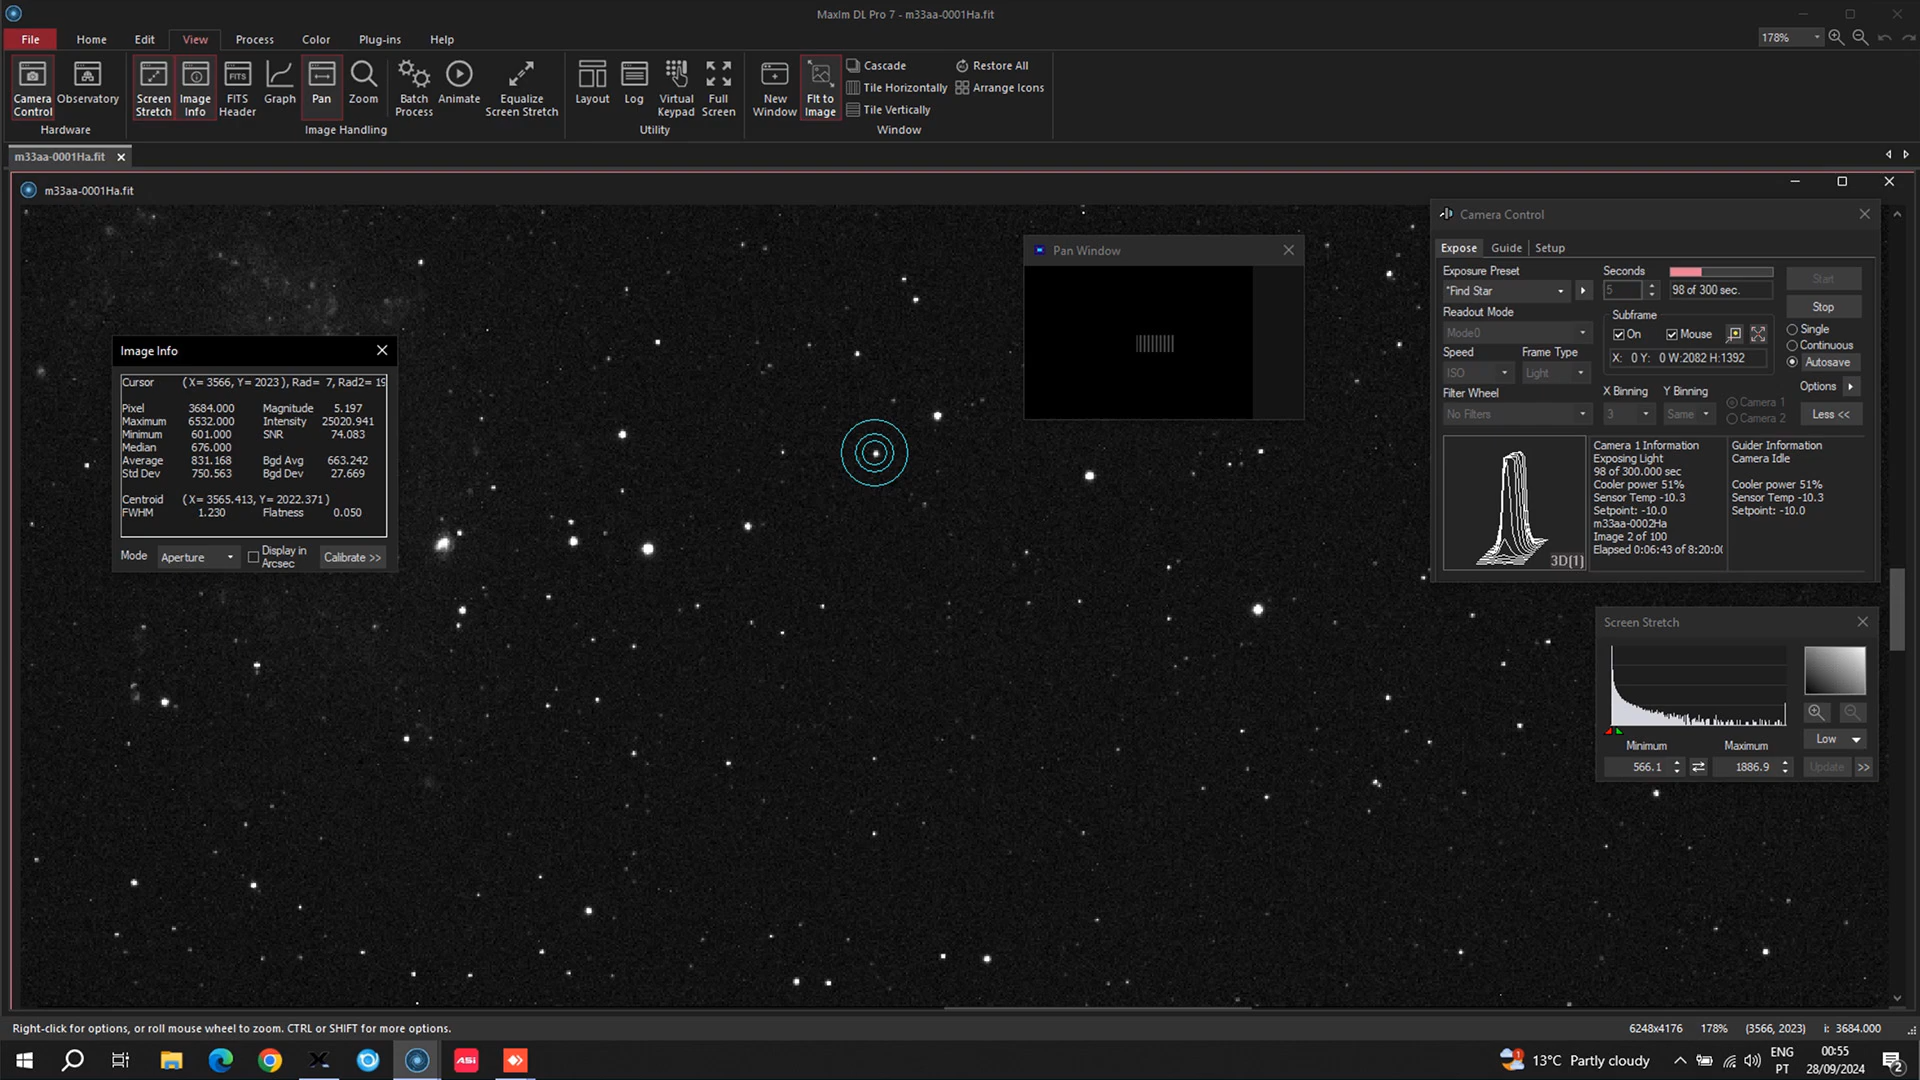 MaxIm DL Pro 7 - m33aa-0001Ha.fit
File Home Edit View Process Color Plug-ins Help
178%
Camera Control
Observatory
Hardware
Screen Stretch
Image Info
FITS Header
Graph
Pan
Zoom
Batch Process
Animate
Equalize Screen Stretch
Image Handling
Layout
Log
Virtual Keypad
Full Screen
Utility
New Window
Fit to Image
Cascade
Tile Horizontally
Tile Vertically
Restore All
Arrange Icons
Window
m33aa-0001Ha.fit
m33aa-0001Ha.fit
Image Info
Cursor ( X= 3566, Y= 2023 ), Rad= 7, Rad2= 19
Pixel 3684.000 Magnitude 5.197
Maximum 6532.000 Intensity 25020.941
Minimum 601.000 SNR 74.083
Median 676.000
Average 831.168 Bgd Avg 663.242
Std Dev 750.563 Bgd Dev 27.669
Centroid ( X= 3565.413, Y= 2022.371 )
FWHM 1.230 Flatness 0.050
Mode Aperture Display in Arcsec Calibrate >>
Pan Window
Camera Control
Expose Guide Setup
Exposure Preset
*Find Star
Readout Mode
Mode0
Speed Frame Type
ISO Light
Filter Wheel
No Filters
Seconds
5 98 of 300 sec.
Subframe
On Mouse
X: 0 Y: 0 W:2082 H:1392
X Binning Y Binning
3 Same
Start
Stop
Single
Continuous
Autosave
Options
Camera 1
Camera 2
Less <<
3D[1]
Camera 1 Information
Exposing Light
98 of 300.000 sec
Cooler power 51%
Sensor Temp -10.3
Setpoint: -10.0
m33aa-0002Ha
Image 2 of 100
Elapsed 0:06:43 of 8:20:00
Guider Information
Camera Idle
Cooler power 51%
Sensor Temp -10.3
Setpoint: -10.0
Screen Stretch
Low
Minimum Maximum
566.1 1886.9 Update >>
Right-click for options, or roll mouse wheel to zoom. CTRL or SHIFT for more options.
6248x4176 178% (3566, 2023) i: 3684.000
ASI
1
13°C Partly cloudy
ENG
PT
00:55
28/09/2024
2